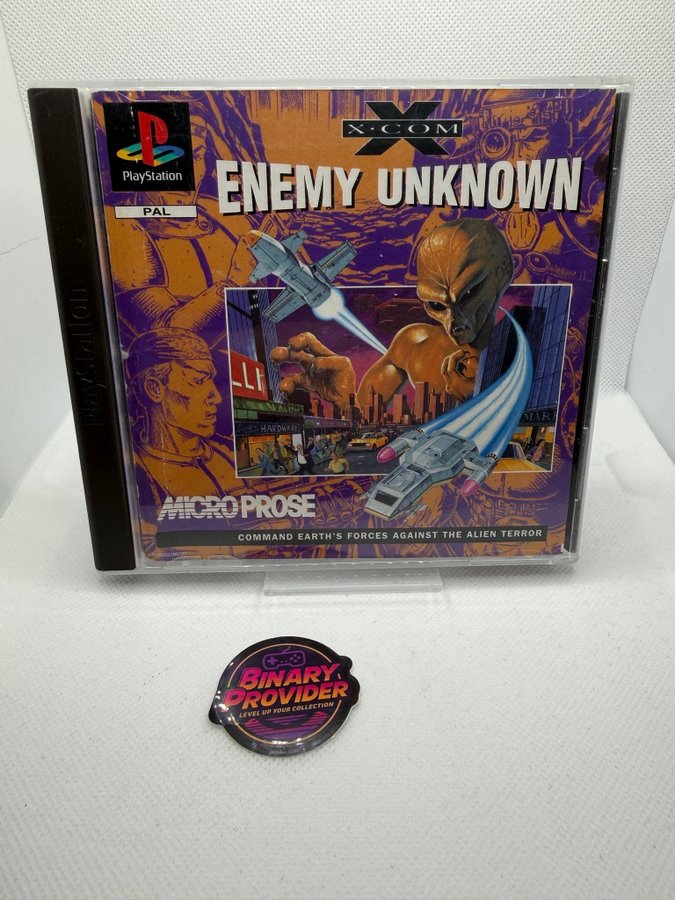 PlayStation
PAL
X·COM
ENEMY UNKNOWN
HARDWARE
MAR
MICROPROSE
COMMAND EARTH'S FORCES AGAINST THE ALIEN TERROR
PlayStation
BINARY
PROVIDER
LEVEL UP YOUR COLLECTION